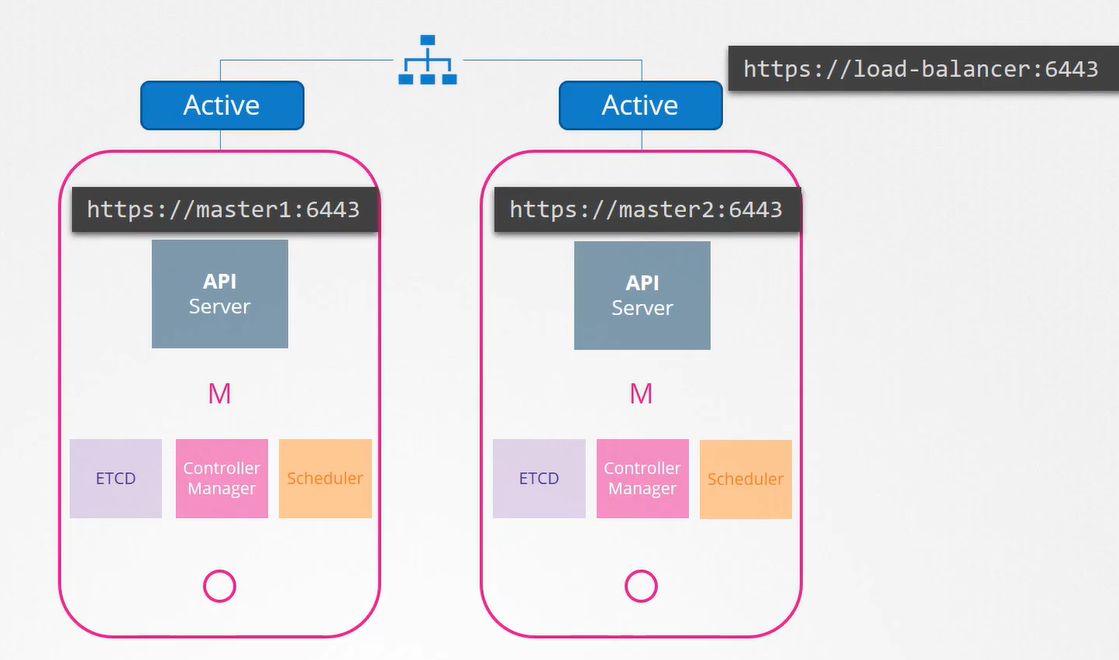 https://load-balancer:6443
Active
Active
https://master1:6443
https://master2:6443
API
Server
API
Server
M
M
ETCD
Controller
Manager
Scheduler
ETCD
Controller
Manager
Scheduler